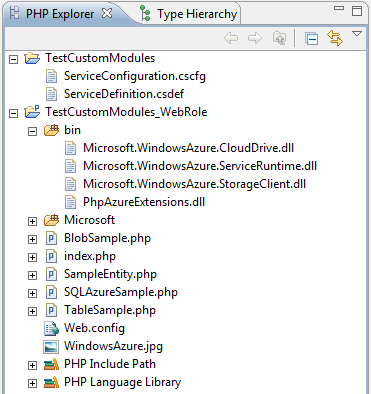 PHP Explorer
Type Hierarchy
TestCustomModules
ServiceConfiguration.cscfg
ServiceDefinition.csdef
TestCustomModules_WebRole
bin
Microsoft.WindowsAzure.CloudDrive.dll
Microsoft.WindowsAzure.ServiceRuntime.dll
Microsoft.WindowsAzure.StorageClient.dll
PhpAzureExtensions.dll
Microsoft
BlobSample.php
index.php
SampleEntity.php
SQLAzureSample.php
TableSample.php
Web.config
WindowsAzure.jpg
PHP Include Path
PHP Language Library